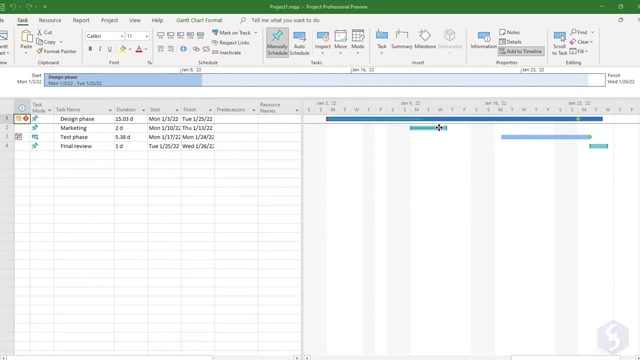 Project1.mpp - Project Professional Preview
Gantt Chart Format
Task Resource Report Project View Help Tell me what you want to do
Cut
Copy
Format Painter
Calibri 11
B I U A
Mark on Track
Respect Links
Inactivate
Manually Schedule
Auto Schedule
Inspect
Move
Mode
Task
Summary
Milestone
Deliverable
Information
Notes
Details
Add to Timeline
Scroll to Task
Find
Clear
Fill
Clipboard Font Schedule Tasks Insert Properties Editing
Jan 9, '22 Jan 16, '22 Jan 23, '22
Start
Mon 1/3/22
Design phase
Mon 1/3/22 - Tue 1/25/22
Finish
Wed 1/26/22
Task Mode Task Name Duration Start Finish Predecessors Resource Names
Jan 2, '22 Jan 9, '22 Jan 16, '22 Jan 23, '22
S S M T W T F S S M T W T F S S M T W T F S S M T W T F S
1 Design phase 15.03 d Mon 1/3/22 Tue 1/25/22
2 Marketing 2 d Mon 1/10/22 Thu 1/13/22
3 Test phase 5.38 d Mon 1/17/22 Mon 1/24/22
4 Final review 1 d Tue 1/25/22 Wed 1/26/22